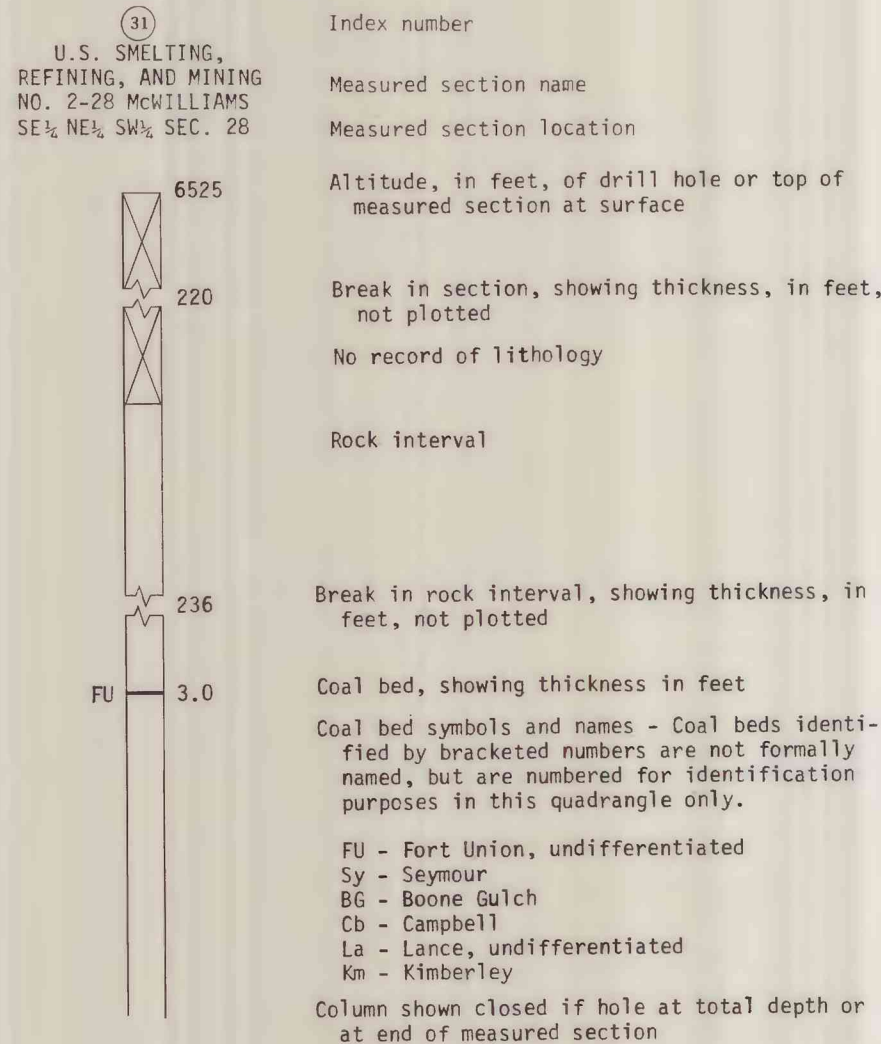 31
U.S. SMELTING,
REFINING, AND MINING
NO. 2-28 McWILLIAMS
SE¼ NE¼ SW¼ SEC. 28
Index number
Measured section name
Measured section location
6525
Altitude, in feet, of drill hole or top of
measured section at surface
220
Break in section, showing thickness, in feet,
not plotted
No record of lithology
Rock interval
236
Break in rock interval, showing thickness, in
feet, not plotted
FU
3.0
Coal bed, showing thickness in feet
Coal bed symbols and names - Coal beds identi-
fied by bracketed numbers are not formally
named, but are numbered for identification
purposes in this quadrangle only.
FU - Fort Union, undifferentiated
Sy - Seymour
BG - Boone Gulch
Cb - Campbell
La - Lance, undifferentiated
Km - Kimberley
Column shown closed if hole at total depth or
at end of measured section